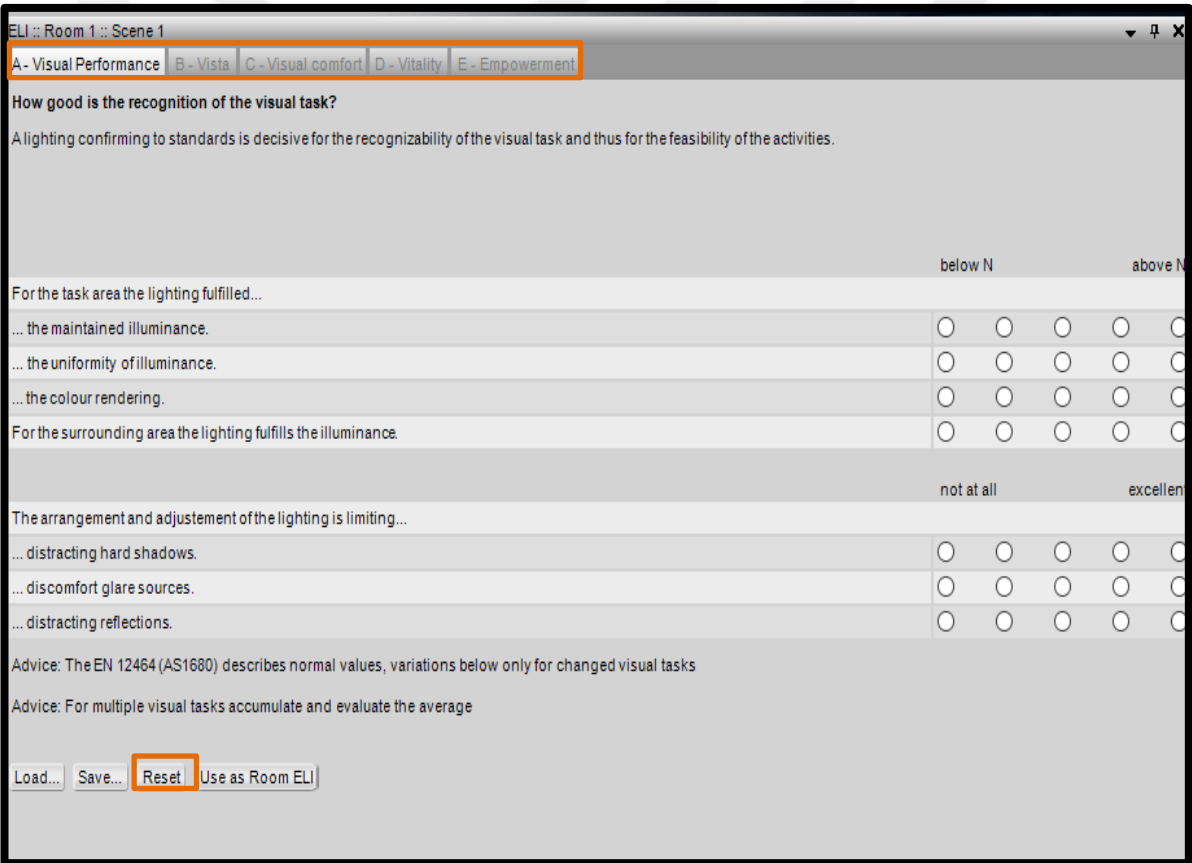 ELI :: Room 1 :: Scene 1
A - Visual Performance B - Vista C - Visual comfort D - Vitality E - Empowerment
How good is the recognition of the visual task?
A lighting confirming to standards is decisive for the recognizability of the visual task and thus for the feasibility of the activities.
below N above N
For the task area the lighting fulfilled...
... the maintained illuminance.
... the uniformity of illuminance.
... the colour rendering.
For the surrounding area the lighting fulfills the illuminance.
not at all excellent
The arrangement and adjustement of the lighting is limiting...
... distracting hard shadows.
... discomfort glare sources.
... distracting reflections.
Advice: The EN 12464 (AS1680) describes normal values, variations below only for changed visual tasks
Advice: For multiple visual tasks accumulate and evaluate the average
Load... Save... Reset Use as Room ELI